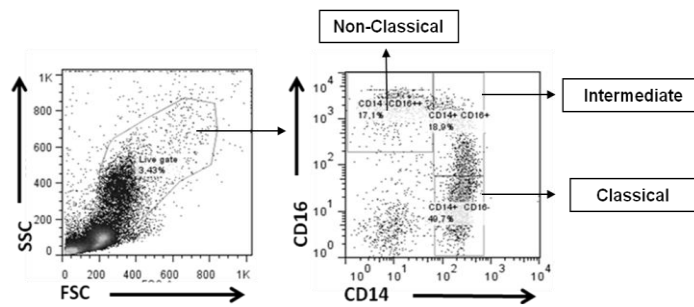 Non-Classical
Intermediate
Classical
SSC
1K
800
600
400
200
0
Live gate
3,43%
0 200 400 600 800 1K
FSC
CD16
10^4
10^3
10^2
10^1
10^0
CD14 CD16++
17,1%
CD14+ CD16+
18,9%
CD14+ CD16-
49,7%
10^0 10^1 10^2 10^3 10^4
CD14